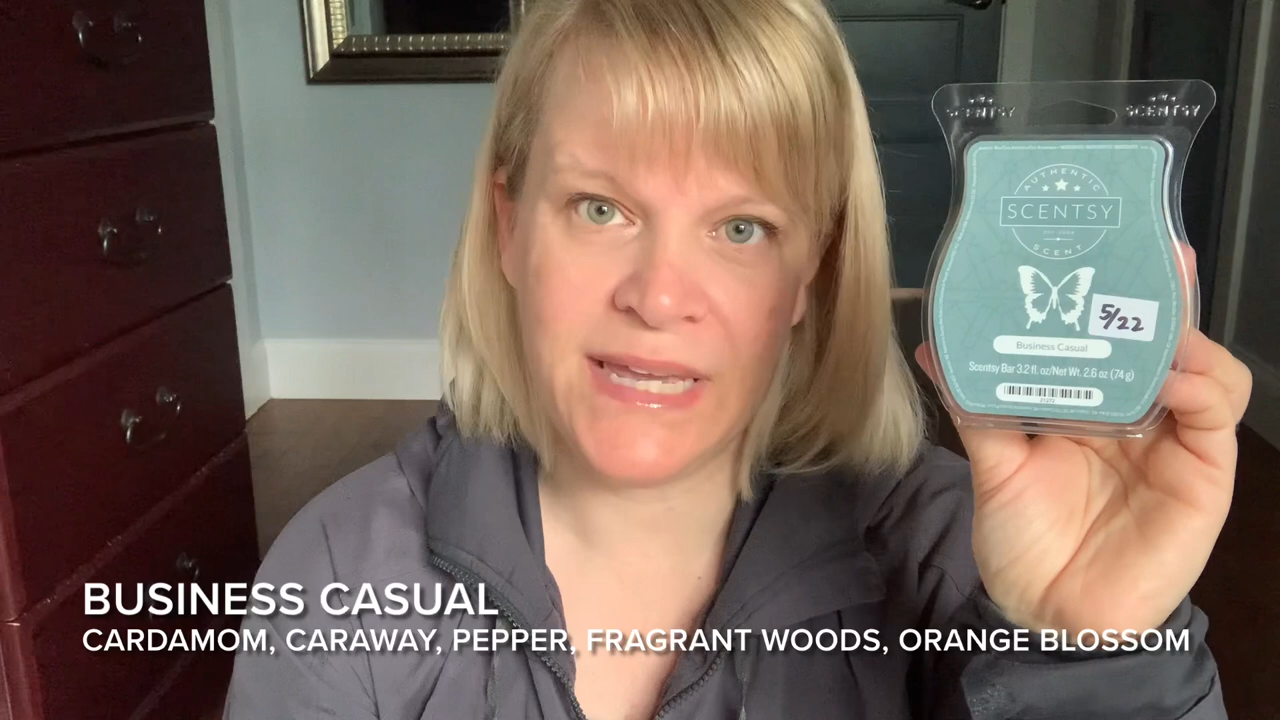 SCENTSY SCENTSY
AUTHENTIC
SCENTSY
SCENT
5/22
Business Casual
Scentsy Bar 3.2 fl. oz/Net Wt. 2.6 oz (74 g)
BUSINESS CASUAL
CARDAMOM, CARAWAY, PEPPER, FRAGRANT WOODS, ORANGE BLOSSOM